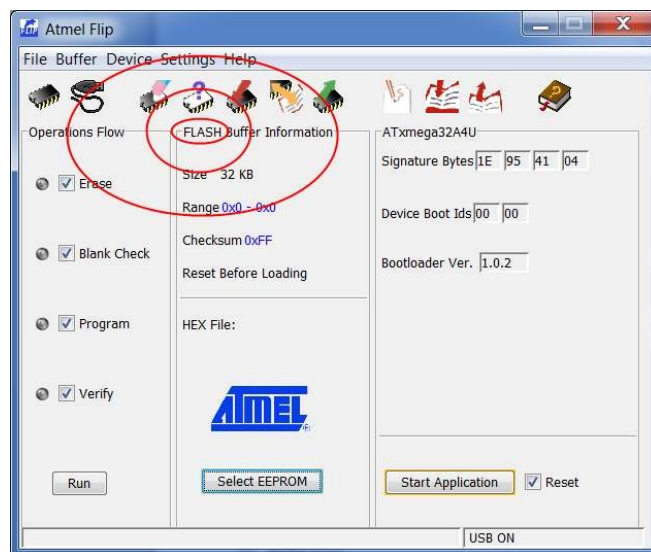 Atmel Flip
File Buffer Device Settings Help
Operations Flow
Erase
Blank Check
Program
Verify
Run
FLASH Buffer Information
Size 32 KB
Range 0x0 - 0x0
Checksum 0xFF
Reset Before Loading
HEX File:
ATMEL
®
Select EEPROM
ATxmega32A4U
Signature Bytes 1E 95 41 04
Device Boot Ids 00 00
Bootloader Ver. 1.0.2
Start Application Reset
USB ON